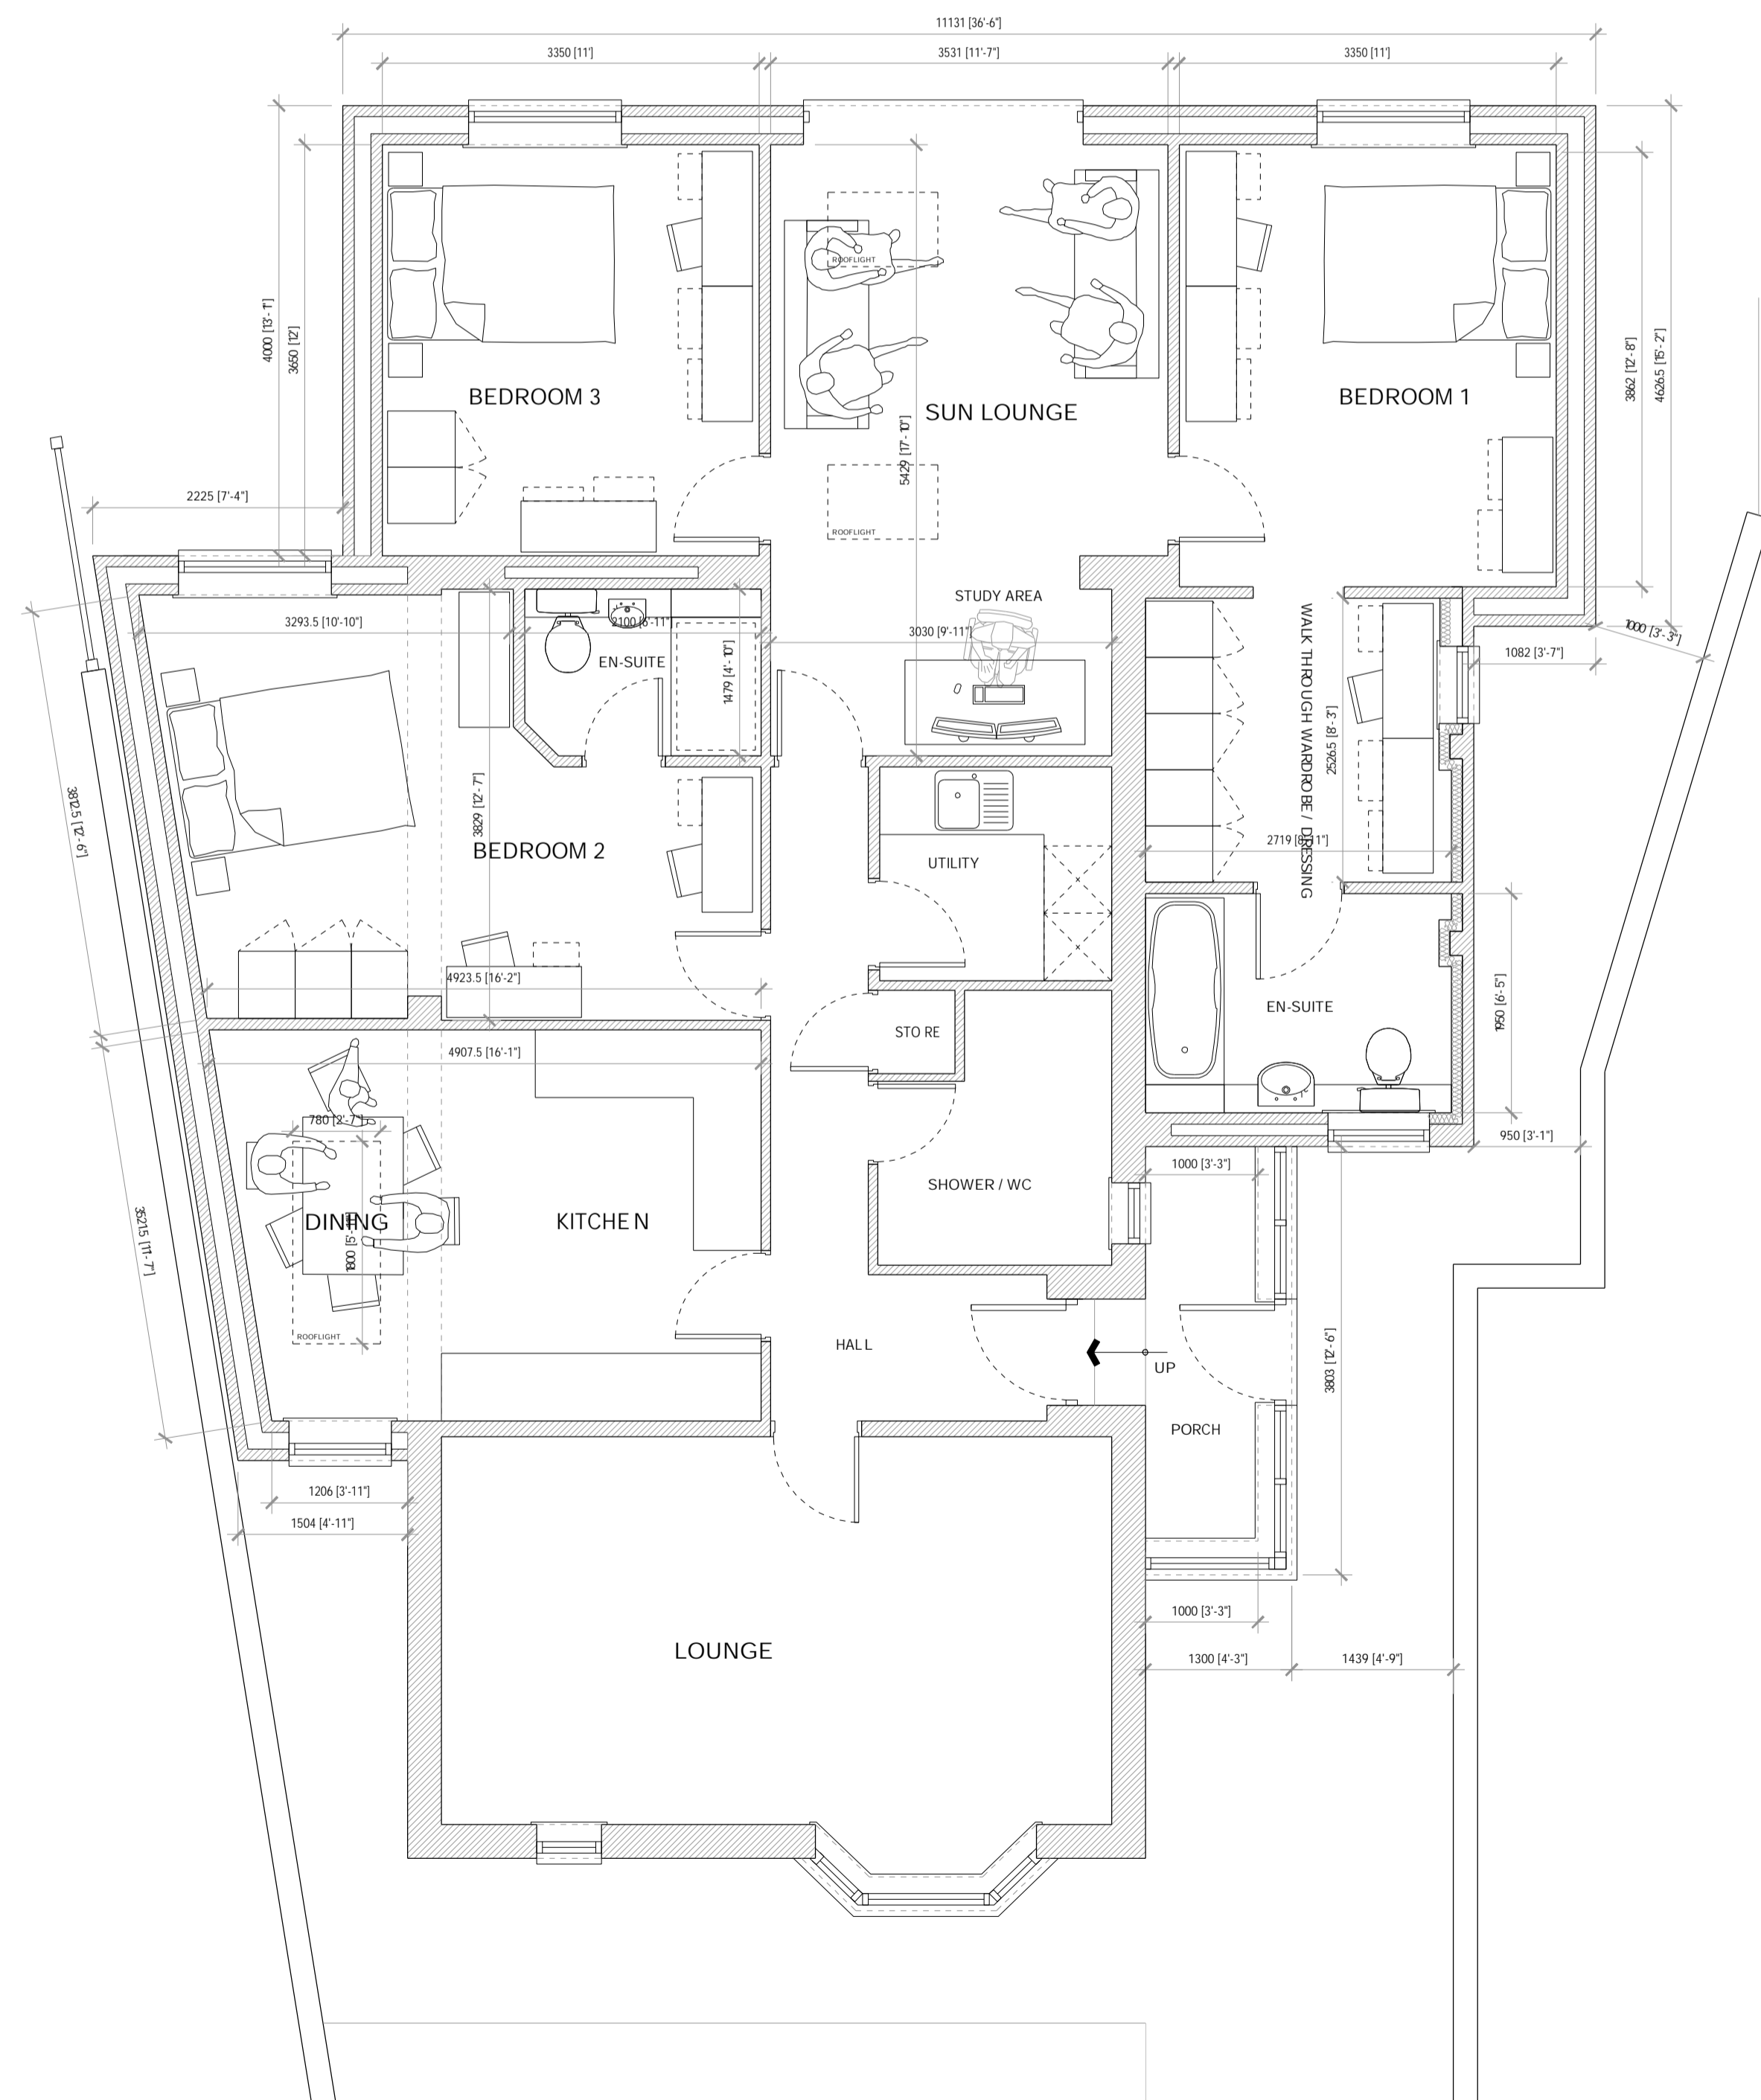 11131 [36'-6"]
3350 [11']
3531 [11'-7"]
3350 [11']
4000 [13'-1"]
3650 [12']
ROOFLIGHT
3862 [12'-8"]
4626.5 [15'-2"]
BEDROOM 3
SUN LOUNGE
BEDROOM 1
5429 [17'-10"]
2225 [7'-4"]
ROOFLIGHT
STUDY AREA
3293.5 [10'-10"]
2100 [6'-11"]
3030 [9'-11"]
1000 [3'-3"]
1082 [3'-7"]
EN-SUITE
1479 [4'-10"]
WALK THROUGH WARDROBE / DRESSING
2526.5 [8'-3"]
3812.5 [12'-6"]
3829 [12'-7"]
BEDROOM 2
UTILITY
2719 [8'-11"]
4923.5 [16'-2"]
EN-SUITE
1950 [6'-5"]
STORE
4907.5 [16'-1"]
780 [2'-7"]
950 [3'-1"]
1000 [3'-3"]
SHOWER / WC
3521.5 [11'-7"]
DINING
1800 [5'-11"]
KITCHEN
ROOFLIGHT
HALL
UP
3803 [12'-6"]
PORCH
1206 [3'-11"]
1504 [4'-11"]
1000 [3'-3"]
LOUNGE
1300 [4'-3"]
1439 [4'-9"]